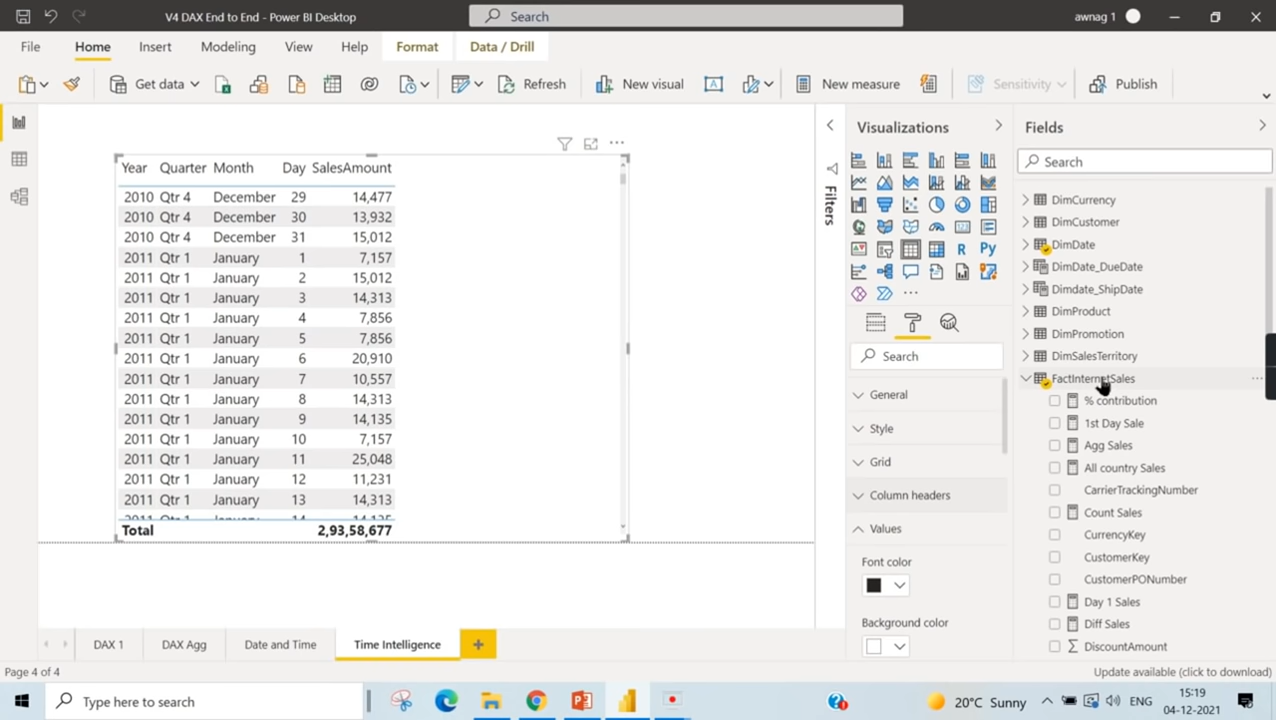 V4 DAX End to End - Power BI Desktop
Search
awnag 1
File Home Insert Modeling View Help Format Data / Drill
Get data
Refresh
New visual
New measure
Sensitivity
Publish
Year Quarter Month Day SalesAmount
2010 Qtr 4 December 29 14,477
2010 Qtr 4 December 30 13,932
2010 Qtr 4 December 31 15,012
2011 Qtr 1 January 1 7,157
2011 Qtr 1 January 2 15,012
2011 Qtr 1 January 3 14,313
2011 Qtr 1 January 4 7,856
2011 Qtr 1 January 5 7,856
2011 Qtr 1 January 6 20,910
2011 Qtr 1 January 7 10,557
2011 Qtr 1 January 8 14,313
2011 Qtr 1 January 9 14,135
2011 Qtr 1 January 10 7,157
2011 Qtr 1 January 11 25,048
2011 Qtr 1 January 12 11,231
2011 Qtr 1 January 13 14,313
2011 Qtr 1 January 14 14,135
Total 2,93,58,677
Filters
Visualizations
R Py
Search
General
Style
Grid
Column headers
Values
Font color
Background color
Fields
Search
DimCurrency
DimCustomer
DimDate
DimDate_DueDate
Dimdate_ShipDate
DimProduct
DimPromotion
DimSalesTerritory
FactInternetSales
% contribution
1st Day Sale
Agg Sales
All country Sales
CarrierTrackingNumber
Count Sales
CurrencyKey
CustomerKey
CustomerPONumber
Day 1 Sales
Diff Sales
DiscountAmount
DAX 1 DAX Agg Date and Time Time Intelligence
Page 4 of 4
Update available (click to download)
Type here to search
20°C Sunny
ENG
15:19
04-12-2021